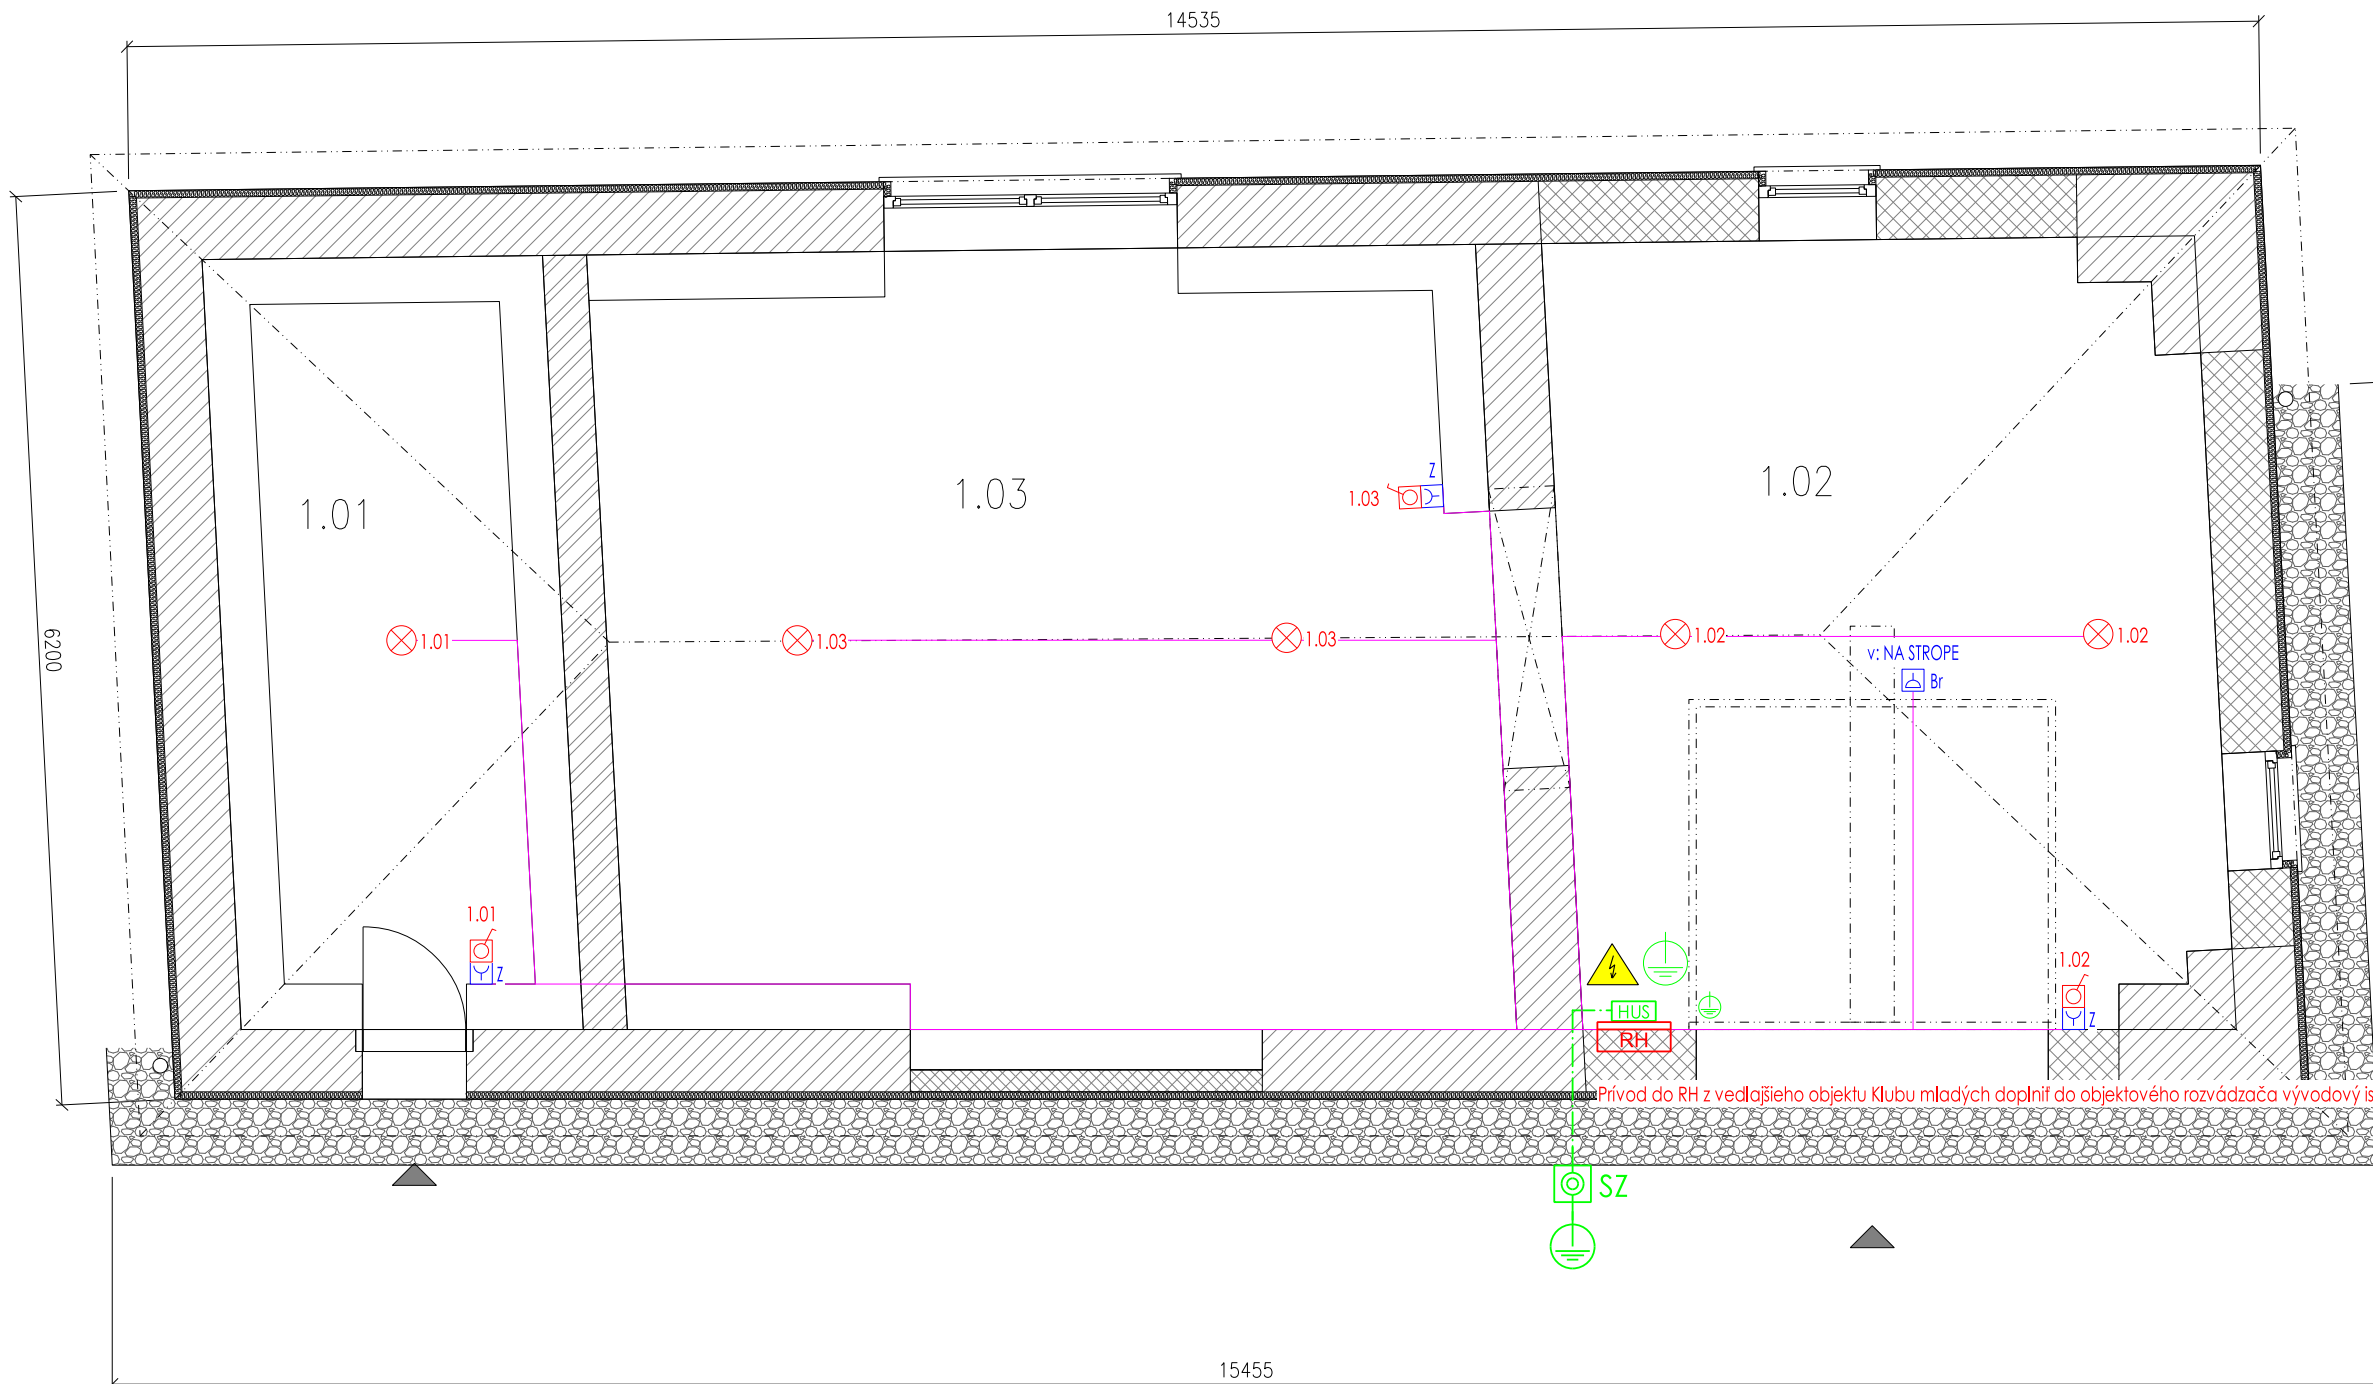 14535
6200
1.01
1.03
1.02
Z
1.03
1.01
1.03
1.03
1.02
1.02
v: NA STROPE
Br
1.01
Z
1.02
Z
HUS
RH
Prívod do RH z vedlajšieho objektu Klubu mladých doplniť do objektového rozvádzača vývodový is
SZ
15455